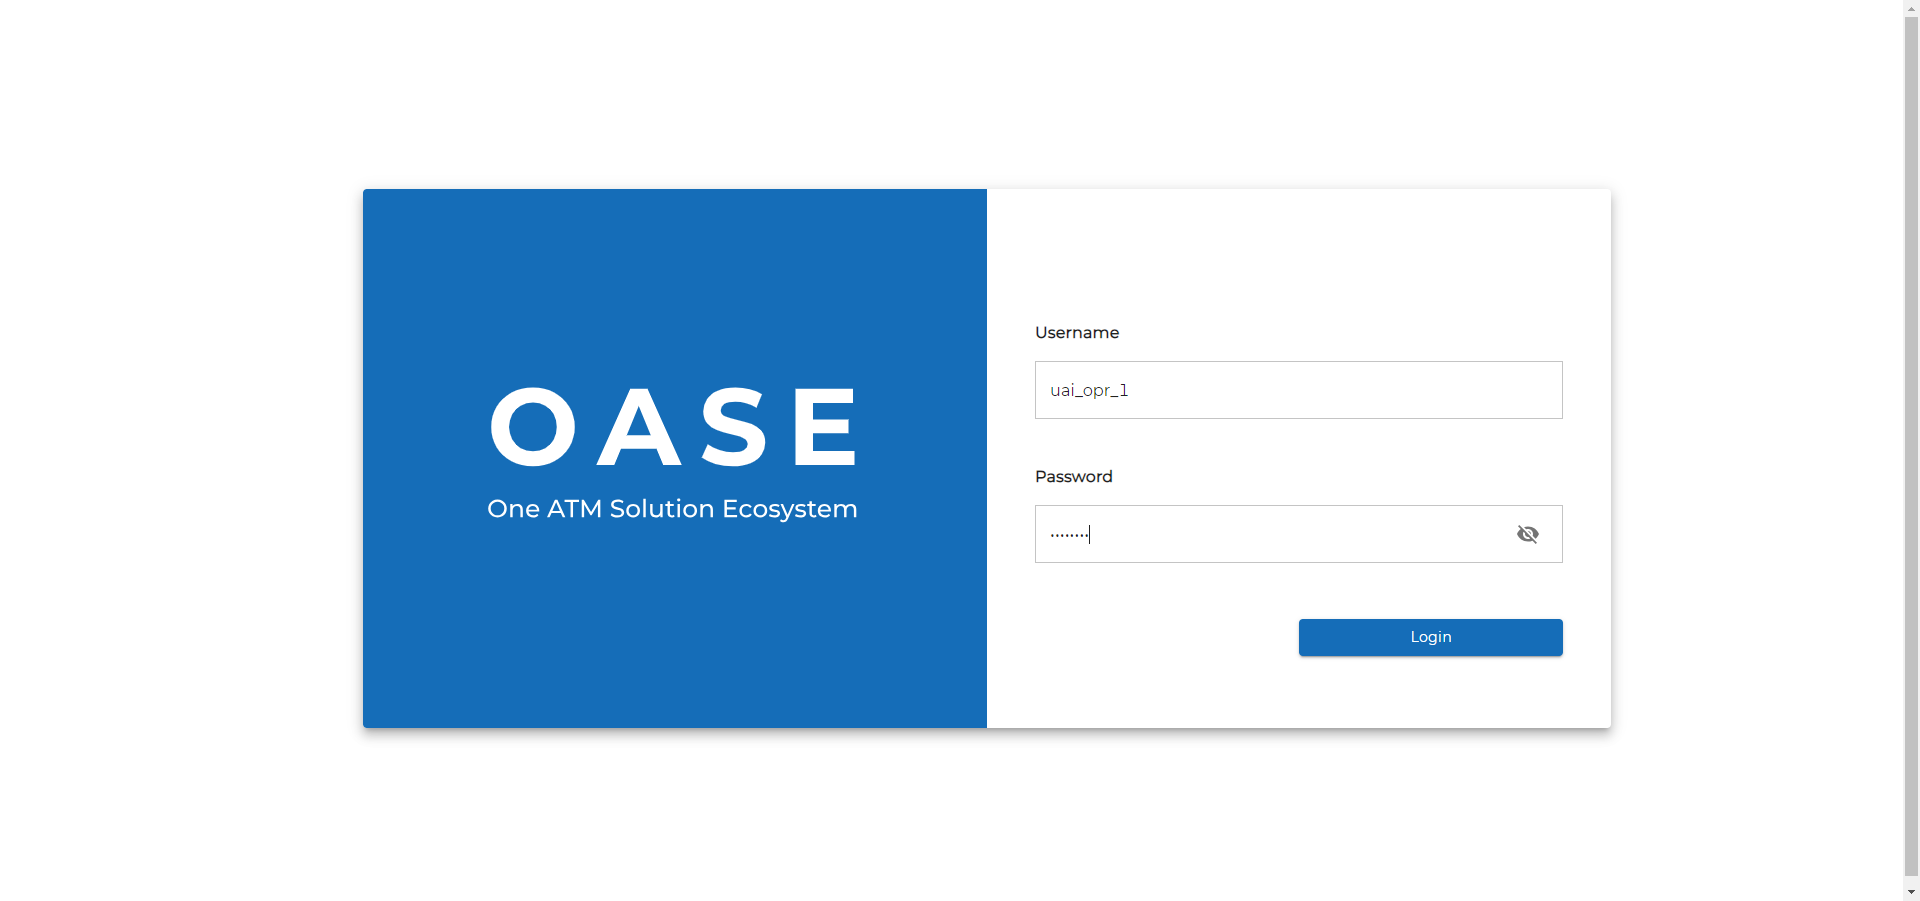 OASE
One ATM Solution Ecosystem
Username
uai_opr_1
Password
........
Login